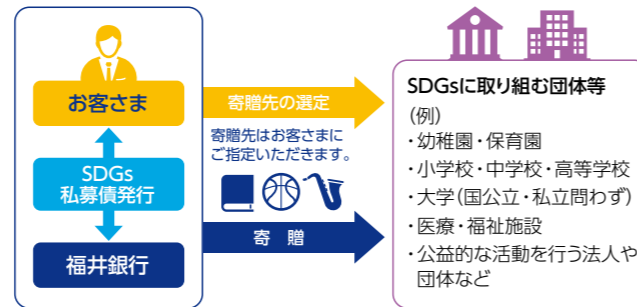 お客さま
SDGs
私募債発行
福井銀行
寄贈先の選定
寄贈先はお客さまに
ご指定いただきます。
寄 贈
SDGsに取り組む団体等
(例)
・幼稚園・保育園
・小学校・中学校・高等学校
・大学(国公立・私立問わず)
・医療・福祉施設
・公益的な活動を行う法人や
団体など